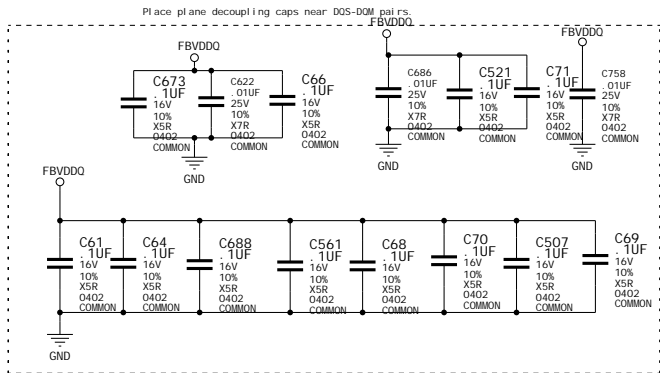 Place plane decoupling caps near DQS-DQM pairs.
FBVDDQ
C673
.1UF
16V
10%
X5R
0402
COMMON
C622
.01UF
25V
10%
X7R
0402
COMMON
C66
.1UF
16V
10%
X5R
0402
COMMON
GND
FBVDDQ
C686
.01UF
25V
10%
X7R
0402
COMMON
C521
.1UF
16V
10%
X5R
0402
COMMON
C71
.1UF
16V
10%
X5R
0402
COMMON
GND
FBVDDQ
C758
.01UF
25V
10%
X7R
0402
COMMON
GND
FBVDDQ
C61
.1UF
16V
10%
X5R
0402
COMMON
C64
.1UF
16V
10%
X5R
0402
COMMON
C688
.1UF
16V
10%
X5R
0402
COMMON
C561
.1UF
16V
10%
X5R
0402
COMMON
C68
.1UF
16V
10%
X5R
0402
COMMON
C70
.1UF
16V
10%
X5R
0402
COMMON
C507
.1UF
16V
10%
X5R
0402
COMMON
C69
.1UF
16V
10%
X5R
0402
COMMON
GND